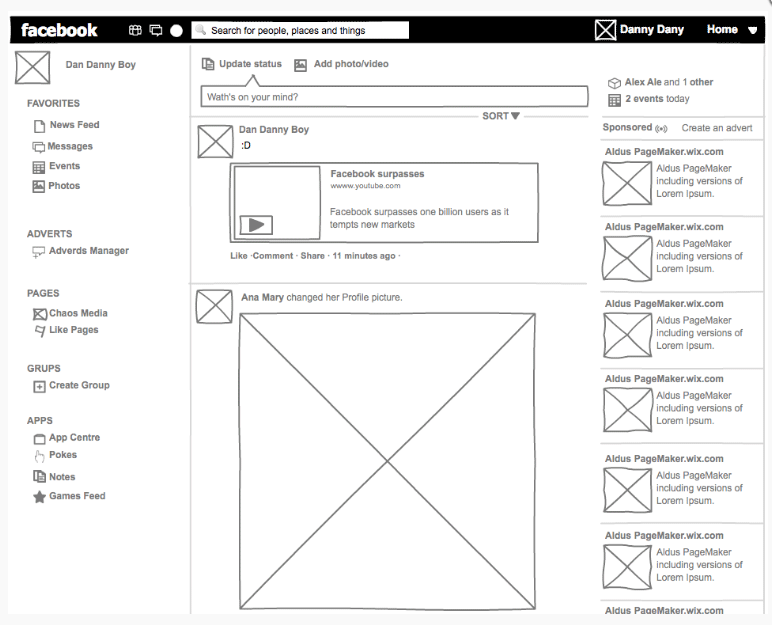 facebook
Search for people, places and things
Danny Dany
Home
Dan Danny Boy
FAVORITES
News Feed
Messages
Events
Photos
ADVERTS
Adverds Manager
PAGES
Chaos Media
Like Pages
GRUPS
Create Group
APPS
App Centre
Pokes
Notes
Games Feed
Update status
Add photo/video
Wath's on your mind?
SORT
Dan Danny Boy
:D
Facebook surpasses
wwww.youtube.com
Facebook surpasses one billion users as it
tempts new markets
Like ·Comment · Share · 11 minutes ago ·
Ana Mary changed her Profile picture.
Alex Ale and 1 other
2 events today
Sponsored
Create an advert
Aldus PageMaker.wix.com
Aldus PageMaker
including versions of
Lorem Ipsum.
Aldus PageMaker.wix.com
Aldus PageMaker
including versions of
Lorem Ipsum.
Aldus PageMaker.wix.com
Aldus PageMaker
including versions of
Lorem Ipsum.
Aldus PageMaker.wix.com
Aldus PageMaker
including versions of
Lorem Ipsum.
Aldus PageMaker.wix.com
Aldus PageMaker
including versions of
Lorem Ipsum.
Aldus PageMaker.wix.com
Aldus PageMaker
including versions of
Lorem Ipsum.
Aldus PageMaker.wix.com